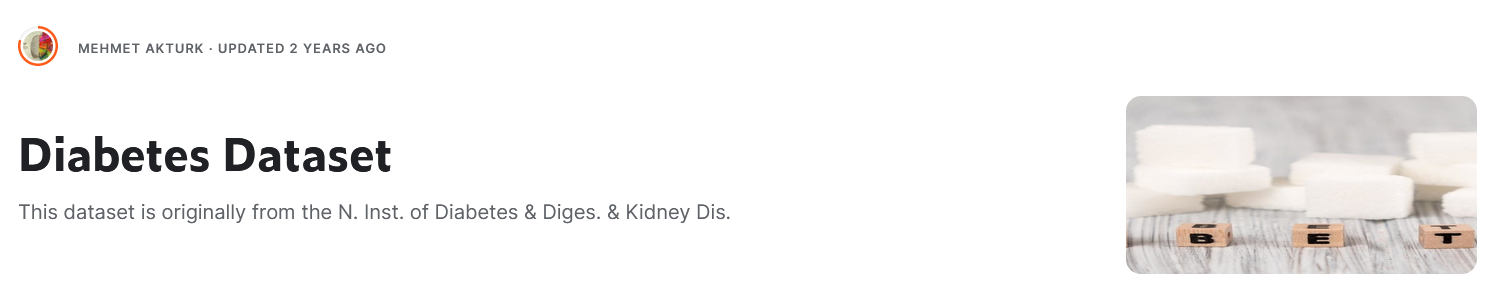 MEHMET AKTURK · UPDATED 2 YEARS AGO
Diabetes Dataset
This dataset is originally from the N. Inst. of Diabetes & Diges. & Kidney Dis.
B E T